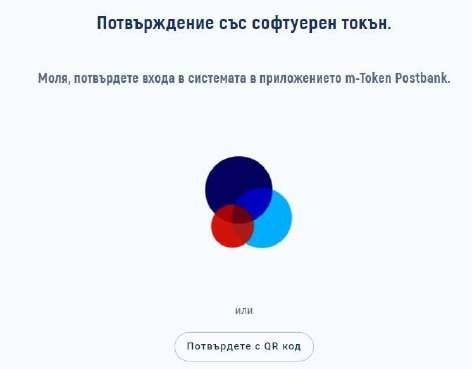 Потвърждение със софтуерен токън.
Моля, потвърдете входа в системата в приложението m-Token Postbank.
или
Потвърдете с QR код